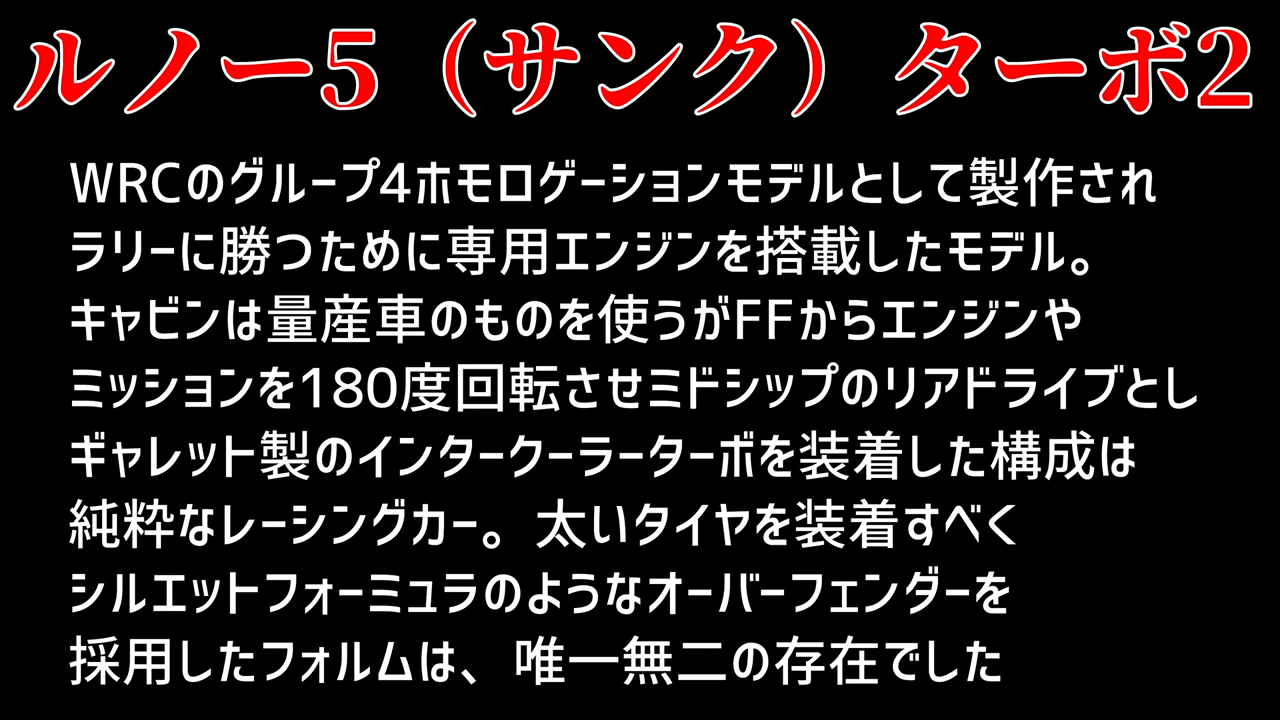 ルノー5（サンク）ターボ2
WRCのグループ4ホモロゲーションモデルとして製作され
ラリーに勝つために専用エンジンを搭載したモデル。
キャビンは量産車のものを使うがFFからエンジンや
ミッションを180度回転させミドシップのリアドライブとし
ギャレット製のインタークーラーターボを装着した構成は
純粋なレーシングカー。太いタイヤを装着すべく
シルエットフォーミュラのようなオーバーフェンダーを
採用したフォルムは、唯一無二の存在でした